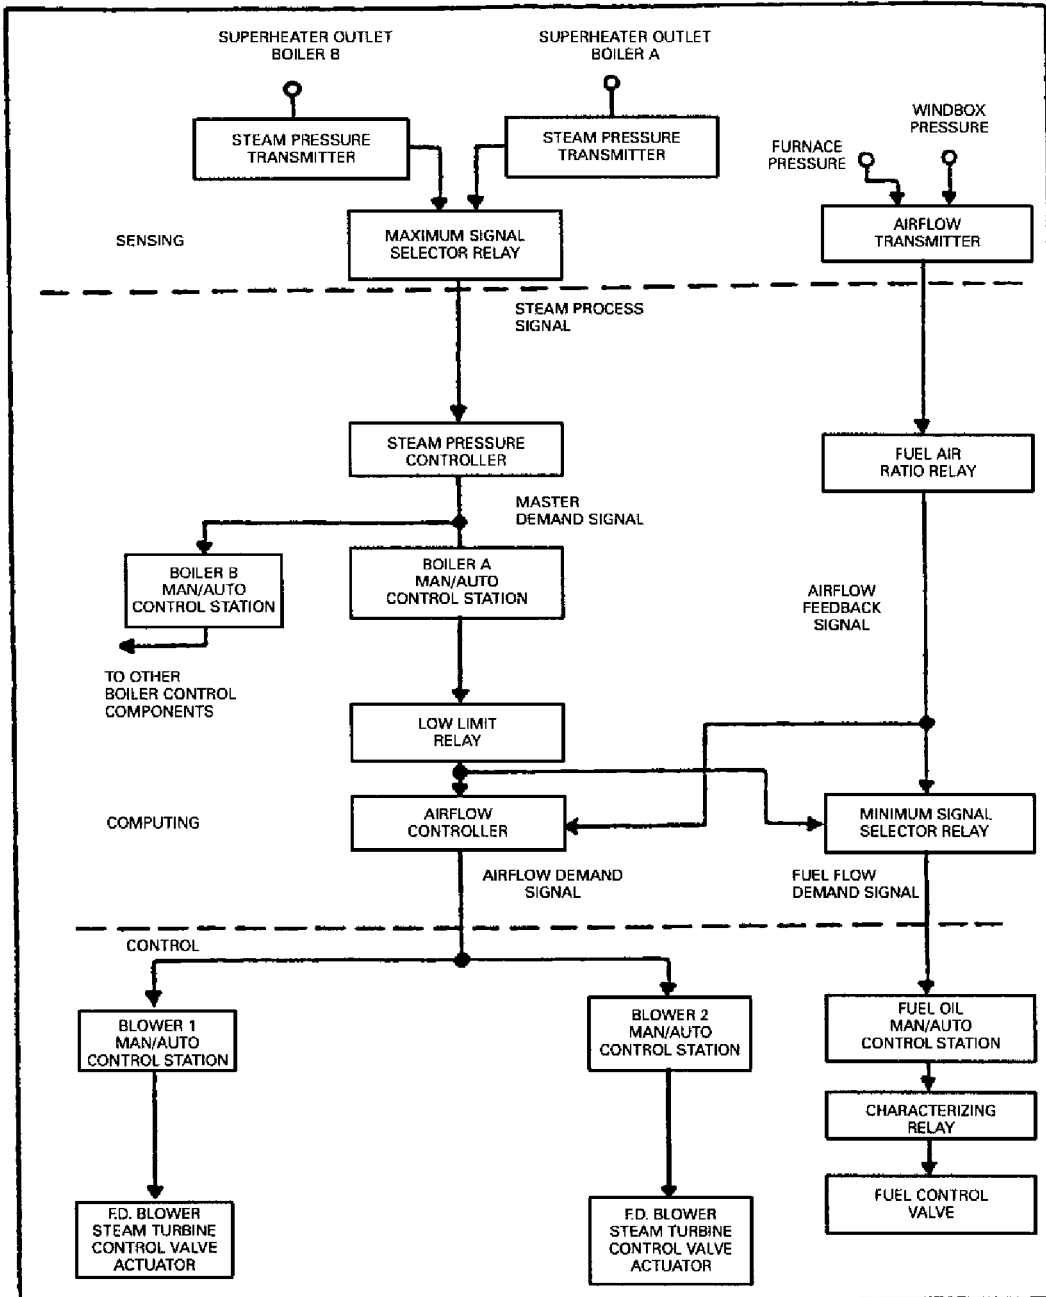 SUPERHEATER OUTLET
BOILER B
SUPERHEATER OUTLET
BOILER A
STEAM PRESSURE
TRANSMITTER
STEAM PRESSURE
TRANSMITTER
WINDBOX
PRESSURE
FURNACE
PRESSURE
SENSING
MAXIMUM SIGNAL
SELECTOR RELAY
AIRFLOW
TRANSMITTER
STEAM PROCESS
SIGNAL
STEAM PRESSURE
CONTROLLER
FUEL AIR
RATIO RELAY
MASTER
DEMAND SIGNAL
BOILER B
MAN/AUTO
CONTROL STATION
BOILER A
MAN/AUTO
CONTROL STATION
AIRFLOW
FEEDBACK
SIGNAL
TO OTHER
BOILER CONTROL
COMPONENTS
LOW LIMIT
RELAY
COMPUTING
AIRFLOW
CONTROLLER
MINIMUM SIGNAL
SELECTOR RELAY
AIRFLOW DEMAND
SIGNAL
FUEL FLOW
DEMAND SIGNAL
CONTROL
BLOWER 1
MAN/AUTO
CONTROL STATION
BLOWER 2
MAN/AUTO
CONTROL STATION
FUEL OIL
MAN/AUTO
CONTROL STATION
CHARACTERIZING
RELAY
F.D. BLOWER
STEAM TURBINE
CONTROL VALVE
ACTUATOR
F.D. BLOWER
STEAM TURBINE
CONTROL VALVE
ACTUATOR
FUEL CONTROL
VALVE